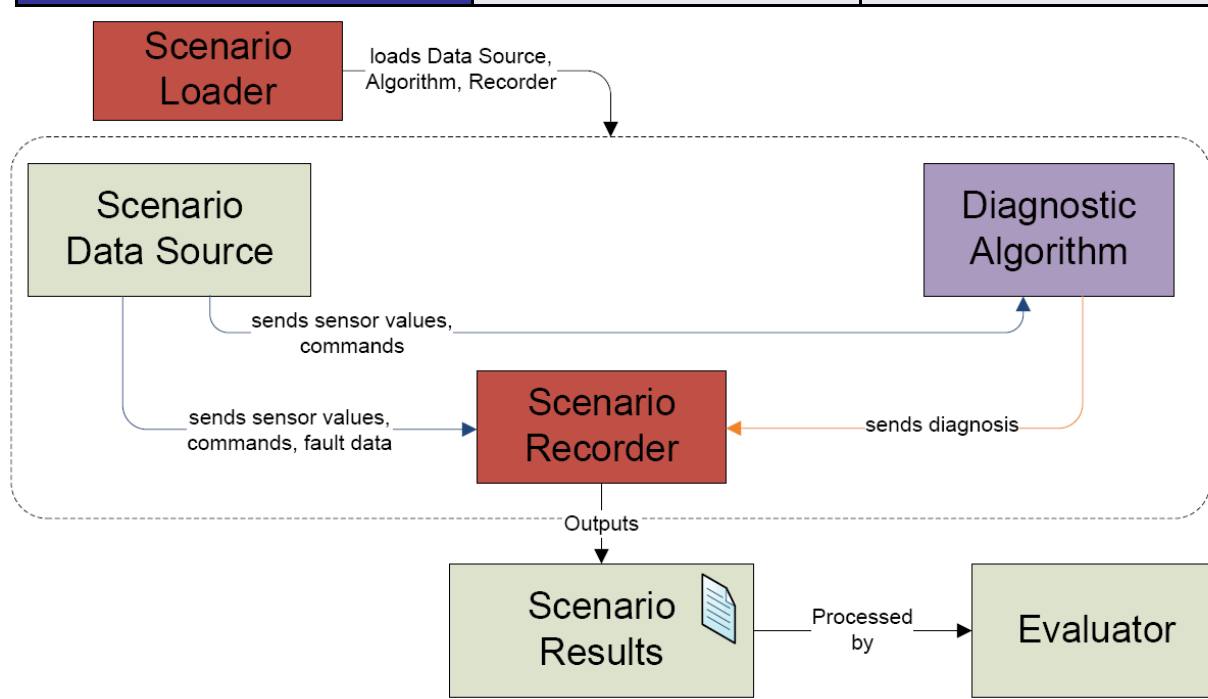 Scenario
Loader
loads Data Source,
Algorithm, Recorder
Scenario
Data Source
Diagnostic
Algorithm
sends sensor values,
commands
sends sensor values,
commands, fault data
Scenario
Recorder
sends diagnosis
Outputs
Scenario
Results
Processed
by
Evaluator